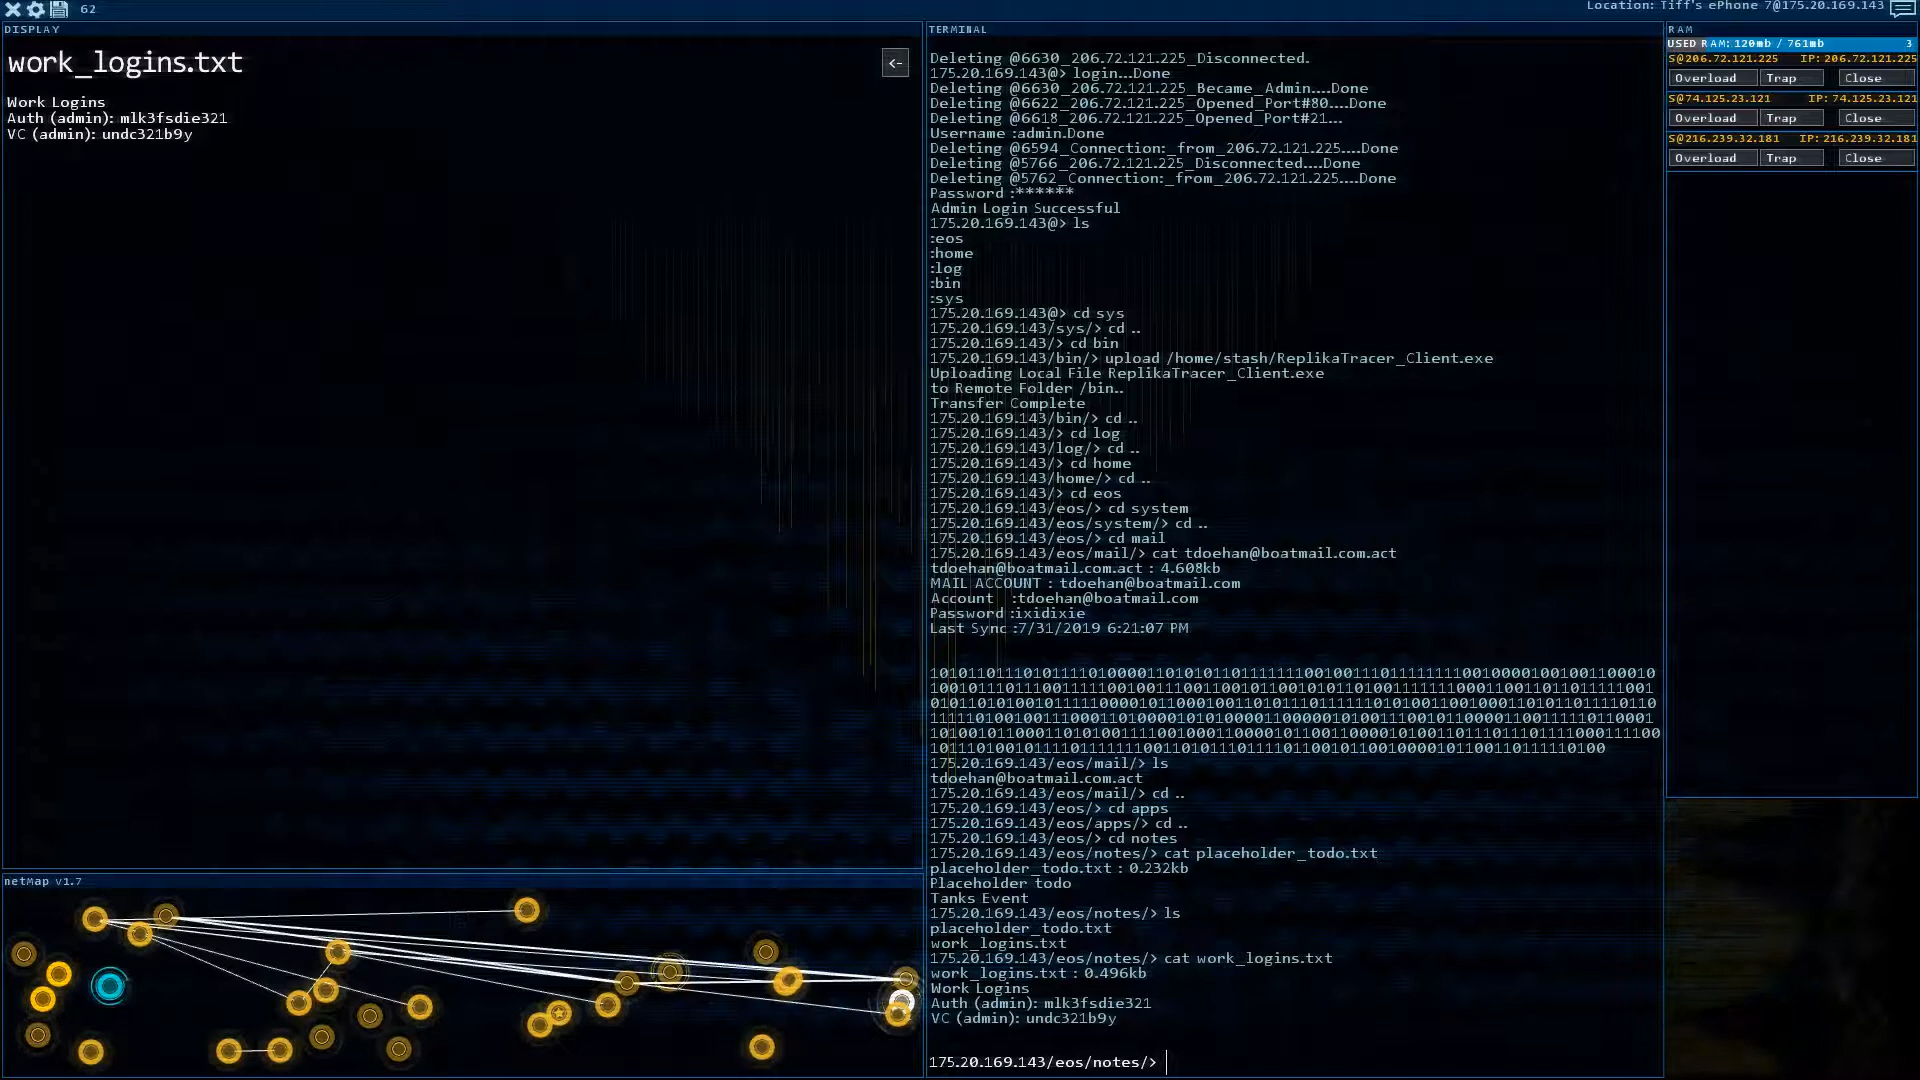 62
Location: Tiff's ePhone 7@175.20.169.143
DISPLAY
work_logins.txt
<-
Work Logins
Auth (admin): mlk3fsdie321
VC (admin): undc321b9y
netMap v1.7
TERMINAL
Deleting @6630_206.72.121.225_Disconnected.
175.20.169.143@> login...Done
Deleting @6630_206.72.121.225_Became_Admin....Done
Deleting @6622_206.72.121.225_Opened_Port#80....Done
Deleting @6618_206.72.121.225_Opened_Port#21...
Username :admin.Done
Deleting @6594_Connection:_from_206.72.121.225....Done
Deleting @5766_206.72.121.225_Disconnected....Done
Deleting @5762_Connection:_from_206.72.121.225....Done
Password :******
Admin Login Successful
175.20.169.143@> ls
:eos
:home
:log
:bin
:sys
175.20.169.143@> cd sys
175.20.169.143/sys/> cd ..
175.20.169.143/> cd bin
175.20.169.143/bin/> upload /home/stash/ReplikaTracer_Client.exe
Uploading Local File ReplikaTracer_Client.exe
to Remote Folder /bin..
Transfer Complete
175.20.169.143/bin/> cd ..
175.20.169.143/> cd log
175.20.169.143/log/> cd ..
175.20.169.143/> cd home
175.20.169.143/home/> cd ..
175.20.169.143/> cd eos
175.20.169.143/eos/> cd system
175.20.169.143/eos/system/> cd ..
175.20.169.143/eos/> cd mail
175.20.169.143/eos/mail/> cat tdoehan@boatmail.com.act
tdoehan@boatmail.com.act : 4.608kb
MAIL ACCOUNT : tdoehan@boatmail.com
Account  :tdoehan@boatmail.com
Password :ixidixie
Last Sync :7/31/2019 6:21:07 PM
175.20.169.143/eos/mail/> ls
tdoehan@boatmail.com.act
175.20.169.143/eos/mail/> cd ..
175.20.169.143/eos/> cd apps
175.20.169.143/eos/apps/> cd ..
175.20.169.143/eos/> cd notes
175.20.169.143/eos/notes/> cat placeholder_todo.txt
placeholder_todo.txt : 0.232kb
Placeholder todo
Tanks Event
175.20.169.143/eos/notes/> ls
placeholder_todo.txt
work_logins.txt
175.20.169.143/eos/notes/> cat work_logins.txt
work_logins.txt : 0.496kb
Work Logins
Auth (admin): mlk3fsdie321
VC (admin): undc321b9y
175.20.169.143/eos/notes/>
RAM
USED RAM: 120mb / 761mb 3
S@206.72.121.225 IP: 206.72.121.225
Overload Trap Close
S@74.125.23.121 IP: 74.125.23.121
Overload Trap Close
S@216.239.32.181 IP: 216.239.32.181
Overload Trap Close